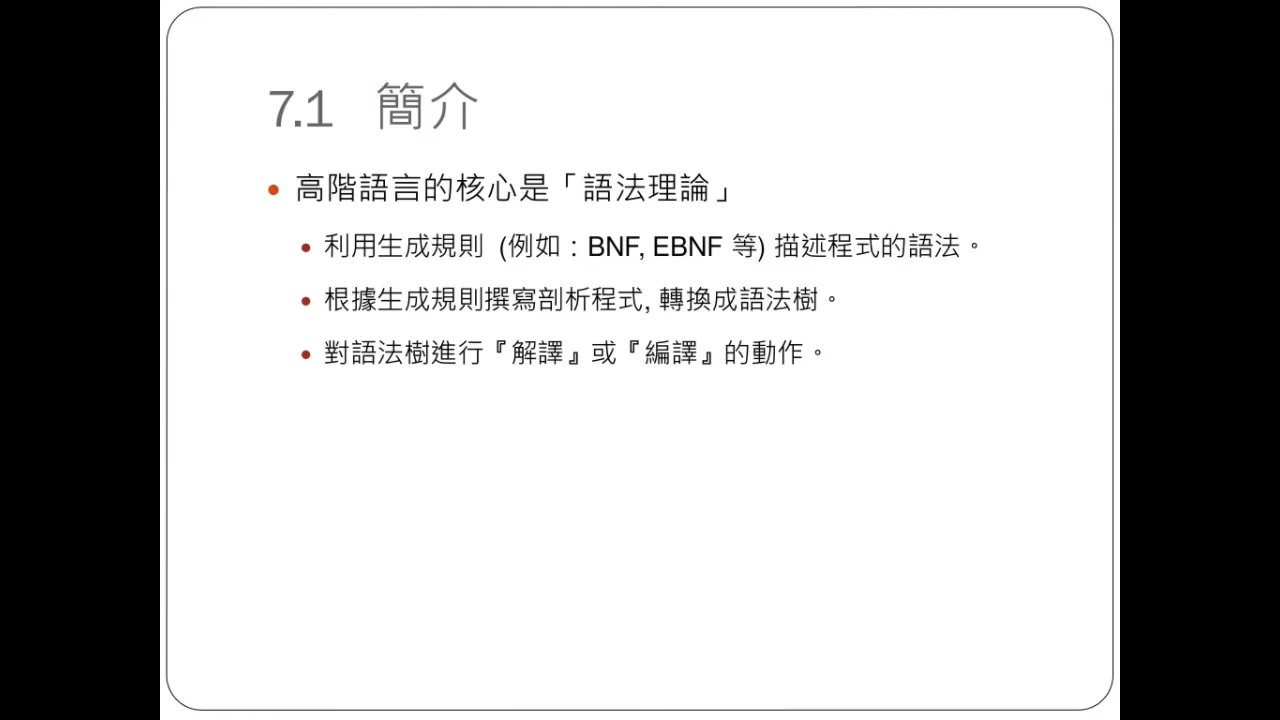 7.1 簡介
高階語言的核心是「語法理論」
利用生成規則 (例如：BNF, EBNF 等) 描述程式的語法。
根據生成規則撰寫剖析程式, 轉換成語法樹。
對語法樹進行『解譯』或『編譯』的動作。